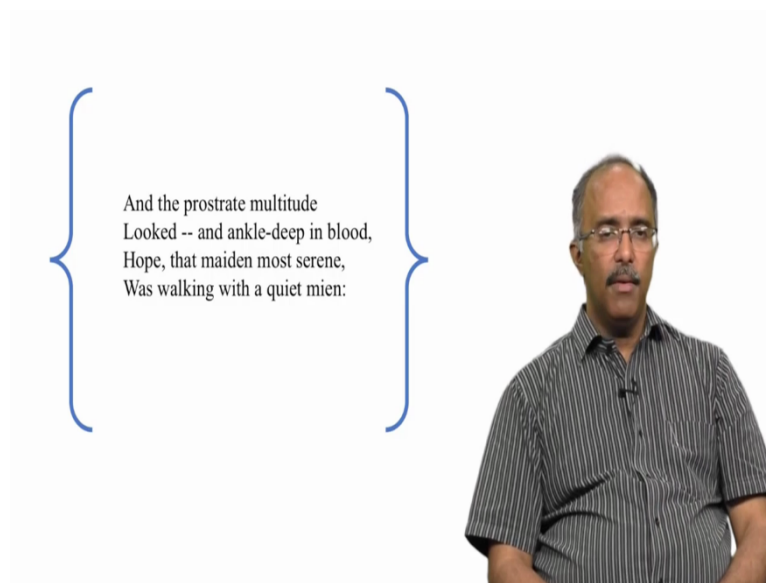 And the prostrate multitude
Looked -- and ankle-deep in blood,
Hope, that maiden most serene,
Was walking with a quiet mien: